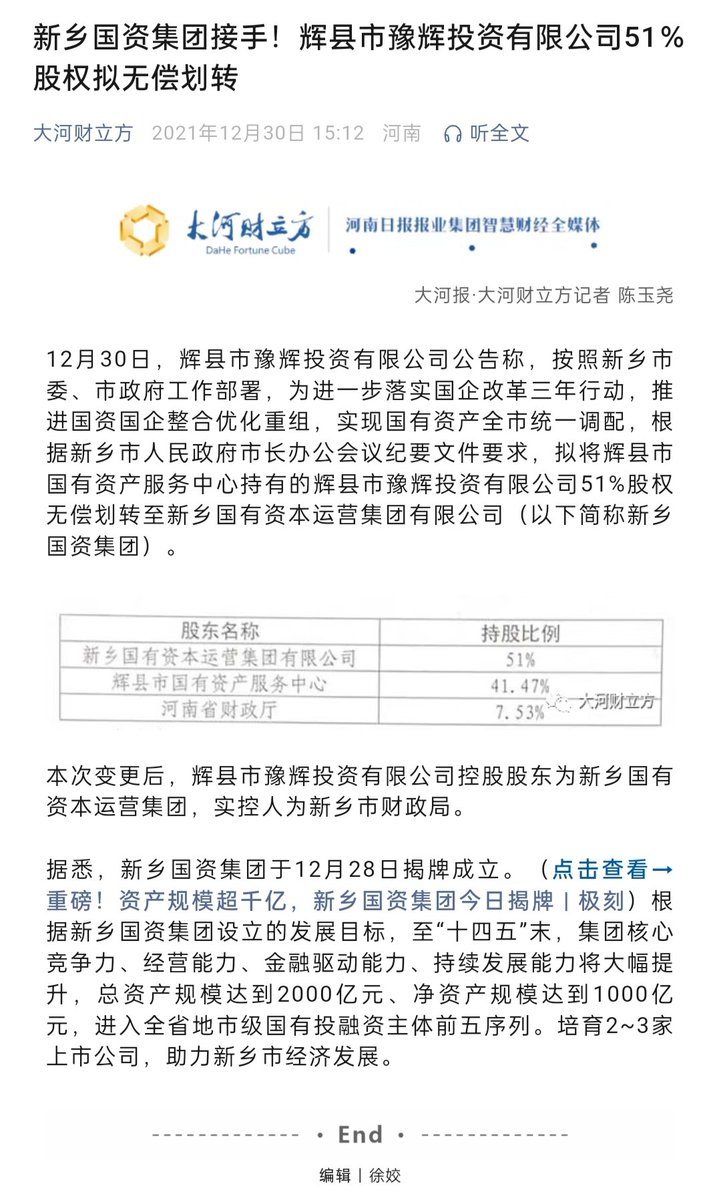 新乡国资集团接手！辉县市豫辉投资有限公司51%
股权拟无偿划转
大河财立方 2021年12月30日 15:12 河南 听全文
大河财立方
DaHe Fortune Cube
河南日报报业集团智慧财经全媒体
大河报·大河财立方记者 陈玉尧
12月30日，辉县市豫辉投资有限公司公告称，按照新乡市
委、市政府工作部署，为进一步落实国企改革三年行动，推
进国资国企整合优化重组，实现国有资产全市统一调配，根
据新乡市人民政府市长办公会议纪要文件要求，拟将辉县市
国有资产服务中心持有的辉县市豫辉投资有限公司51%股权
无偿划转至新乡国有资本运营集团有限公司（以下简称新乡
国资集团）。
股东名称 持股比例
新乡国有资本运营集团有限公司 51%
辉县市国有资产服务中心 41.47%
河南省财政厅 7.53%
大河财立方
本次变更后，辉县市豫辉投资有限公司控股股东为新乡国有
资本运营集团，实控人为新乡市财政局。
据悉，新乡国资集团于12月28日揭牌成立。（点击查看→
重磅！资产规模超千亿，新乡国资集团今日揭牌丨极刻）根
据新乡国资集团设立的发展目标，至“十四五”末，集团核心
竞争力、经营能力、金融驱动能力、持续发展能力将大幅提
升，总资产规模达到2000亿元、净资产规模达到1000亿
元，进入全省地市级国有投融资主体前五序列。培育2~3家
上市公司，助力新乡市经济发展。
· End ·
编辑丨徐姣